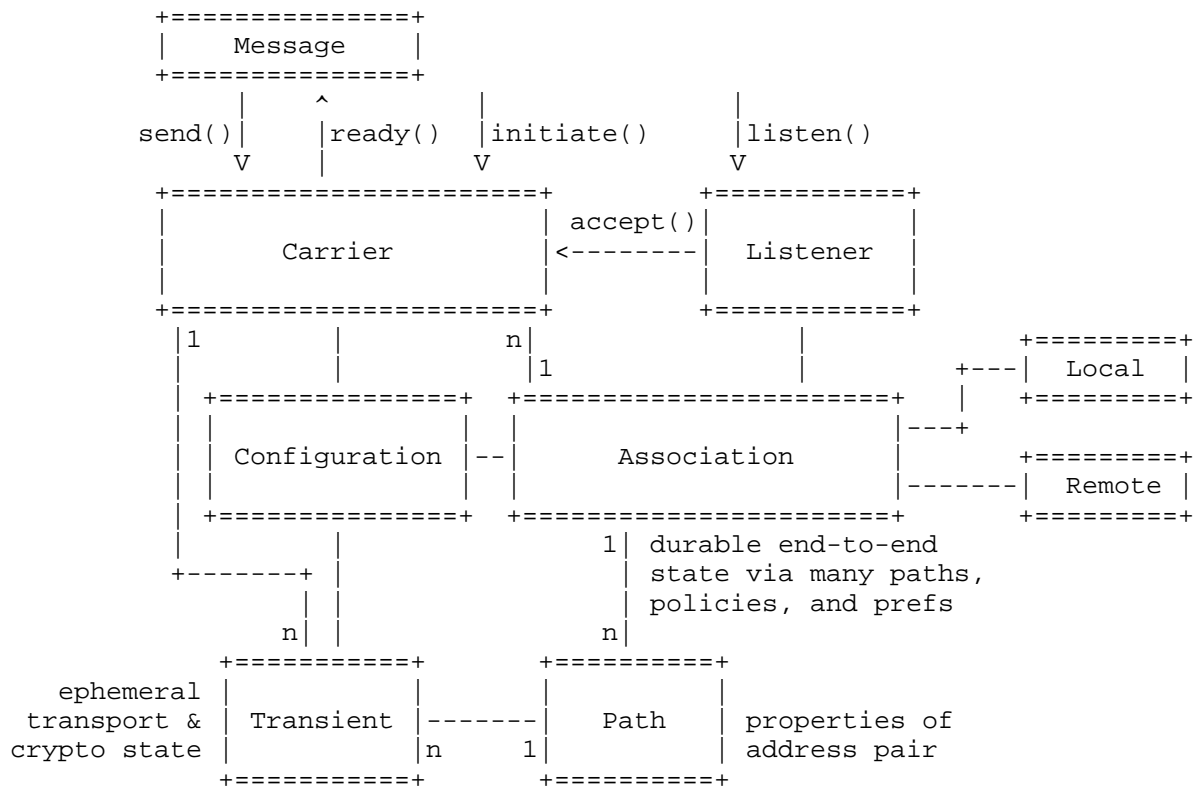 Message
send() ready() initiate() listen()
accept()
Carrier Listener
1 n
1 Local
Configuration Association
Remote
1 durable end-to-end
state via many paths,
policies, and prefs
n n
ephemeral
transport & Transient Path properties of
crypto state n 1 address pair